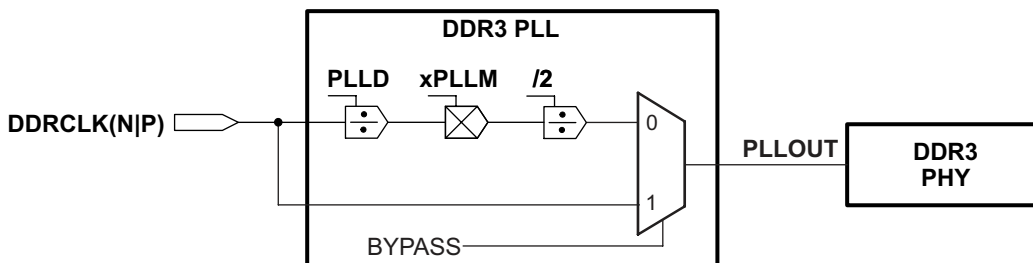 DDR3 PLL
PLLD
xPLLM
/2
DDRCLK(N|P)
0
PLLOUT
DDR3
PHY
1
BYPASS